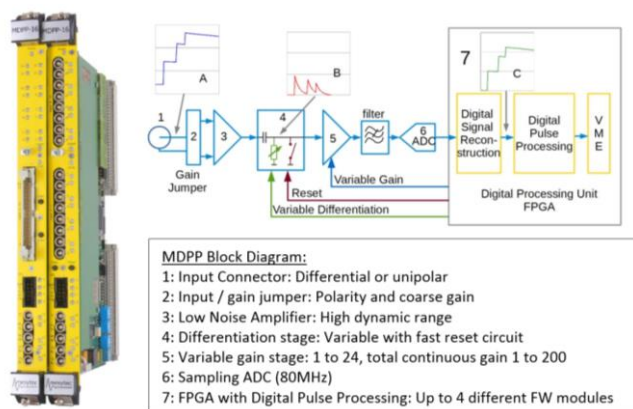 MDPP-16 MDPP-16
A
B
7
C
1
2
3
4
5
filter
6
ADC
Gain
Jumper
Reset
Variable Gain
Variable Differentiation
Digital
Signal Recon-
struction
Digital
Pulse
Processing
V
M
E
Digital Processing Unit
FPGA
MDPP Block Diagram:
1: Input Connector: Differential or unipolar
2: Input / gain jumper: Polarity and coarse gain
3: Low Noise Amplifier: High dynamic range
4: Differentiation stage: Variable with fast reset circuit
5: Variable gain stage: 1 to 24, total continuous gain 1 to 200
6: Sampling ADC (80MHz)
7: FPGA with Digital Pulse Processing: Up to 4 different FW modules